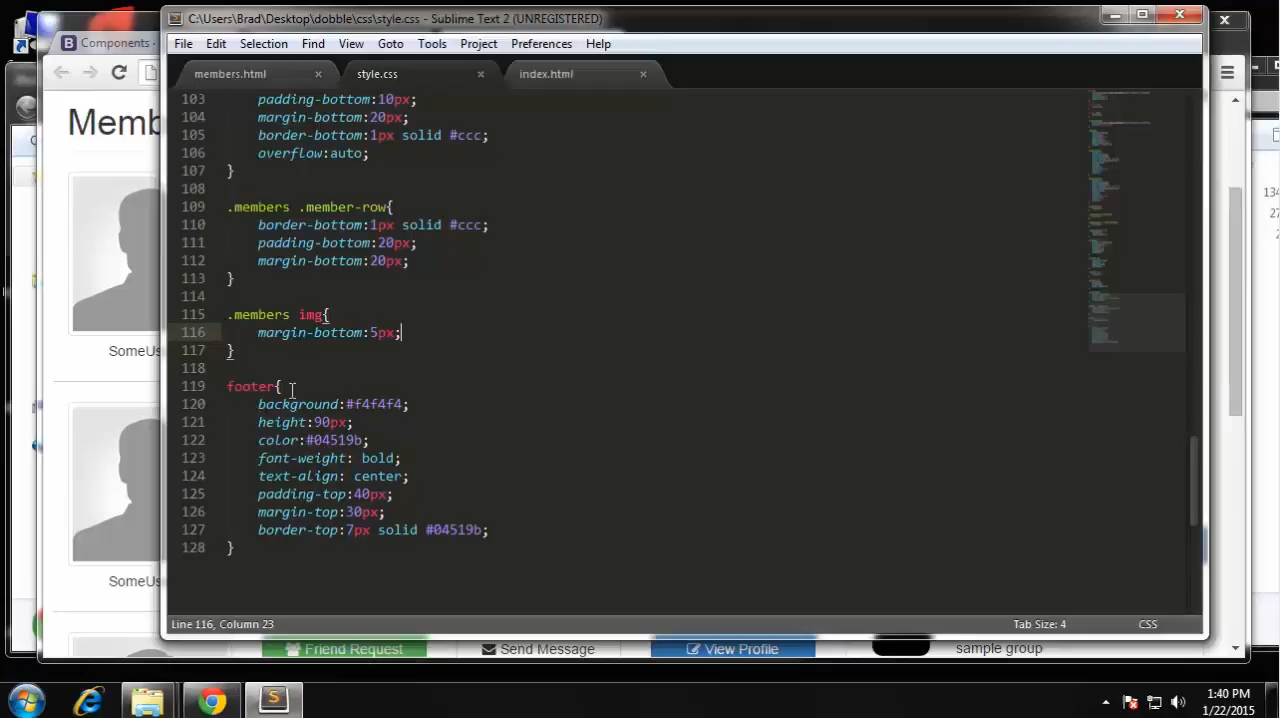 C:\Users\Brad\Desktop\dobble\css\style.css - Sublime Text 2 (UNREGISTERED)
Components -
File Edit Selection Find View Goto Tools Project Preferences Help
members.html style.css index.html
103 padding-bottom:10px;
104 margin-bottom:20px;
105 border-bottom:1px solid #ccc;
106 overflow:auto;
107 }
108
109 .members .member-row{
110 border-bottom:1px solid #ccc;
111 padding-bottom:20px;
112 margin-bottom:20px;
113 }
114
115 .members img{
116 margin-bottom:5px;
117 }
118
119 footer{
120 background:#f4f4f4;
121 height:90px;
122 color:#04519b;
123 font-weight: bold;
124 text-align: center;
125 padding-top:40px;
126 margin-top:30px;
127 border-top:7px solid #04519b;
128 }
Memb
SomeUs
SomeUs
Line 116, Column 23 Tab Size: 4 CSS
Friend Request Send Message View Profile sample group
1:40 PM
1/22/2015